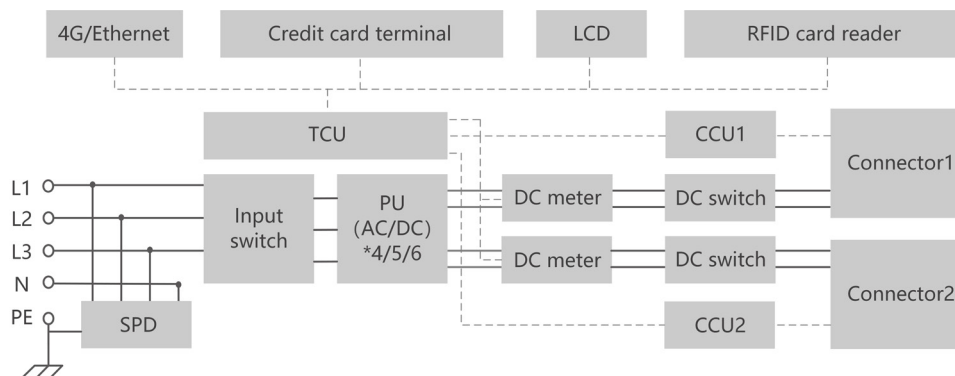 4G/Ethernet
Credit card terminal
LCD
RFID card reader
TCU
CCU1
Connector1
L1
L2
L3
N
PE
Input
switch
PU
(AC/DC)
*4/5/6
DC meter
DC switch
DC meter
DC switch
Connector2
SPD
CCU2